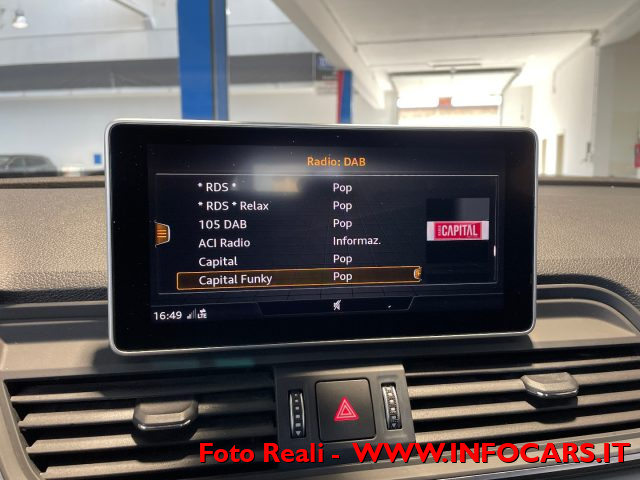 Radio: DAB
* RDS * Pop
* RDS * Relax Pop
105 DAB Pop
ACI Radio Informaz.
Capital Pop
Capital Funky Pop
CAPITAL
16:49 LTE
Foto Reali - WWW.INFOCARS.IT